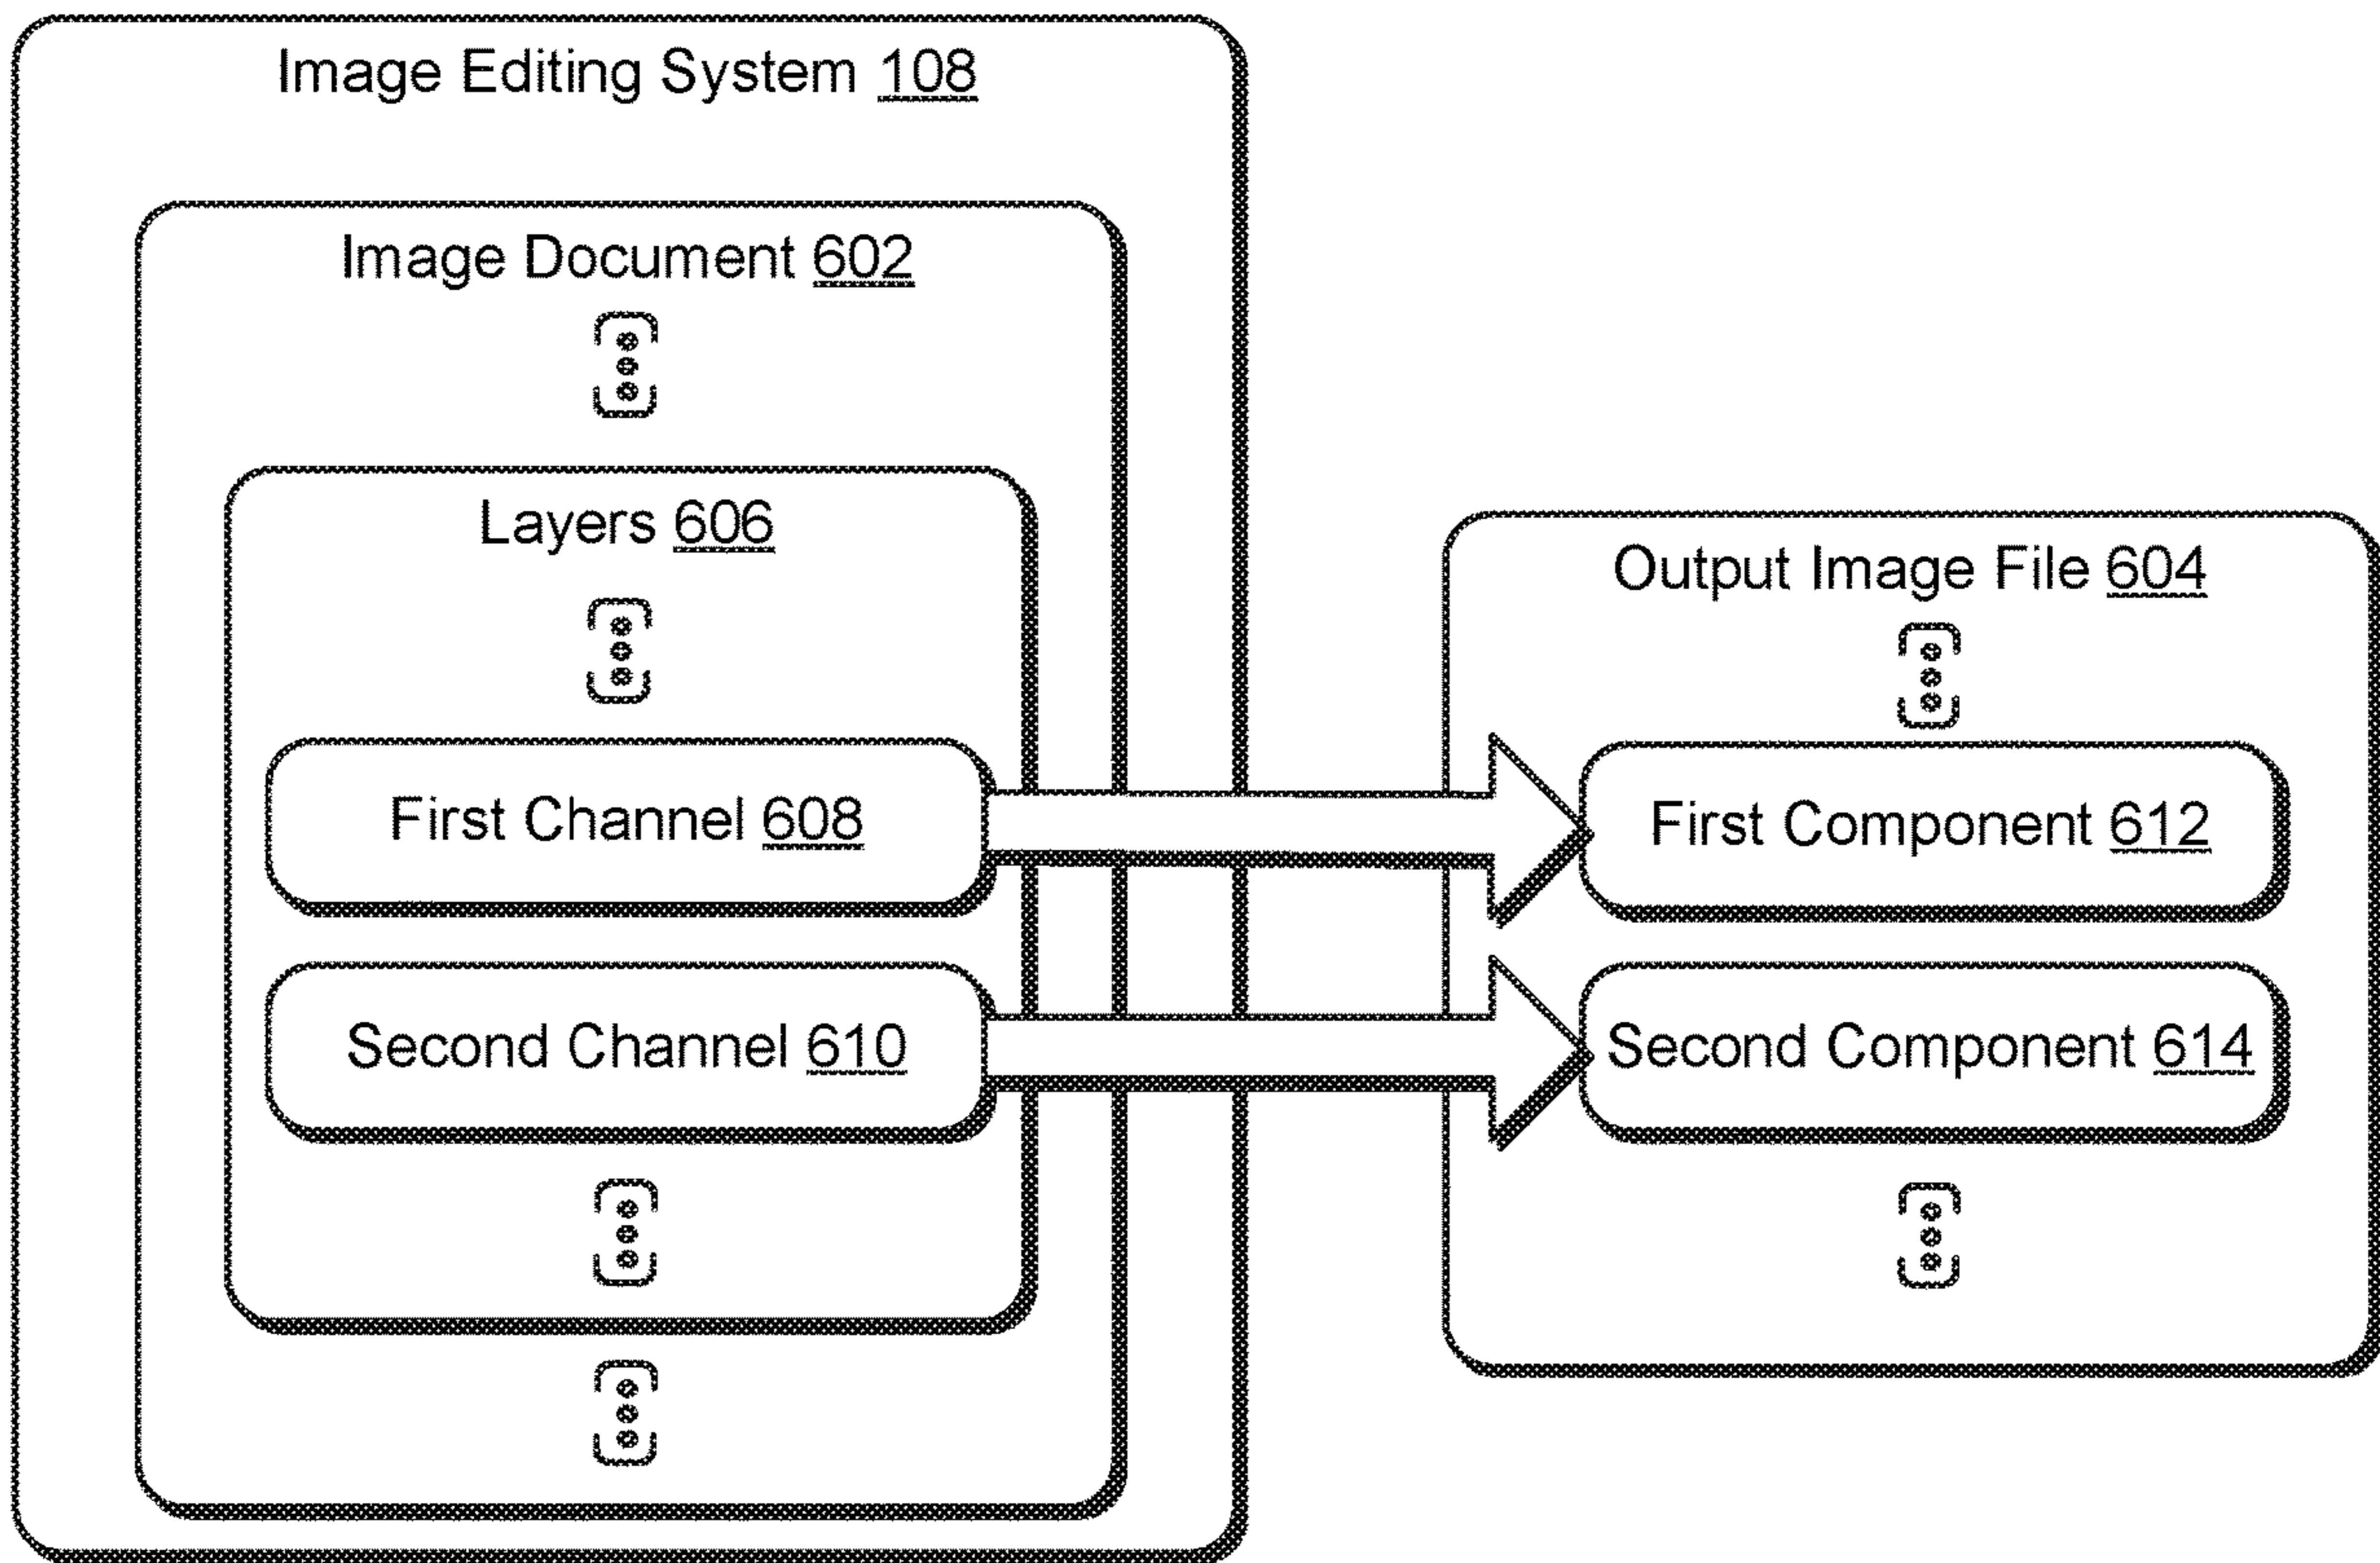 Image Editing System 108
Image Document 602
Layers 606
First Channel 608
Second Channel 610
Output Image File 604
First Component 612
Second Component 614